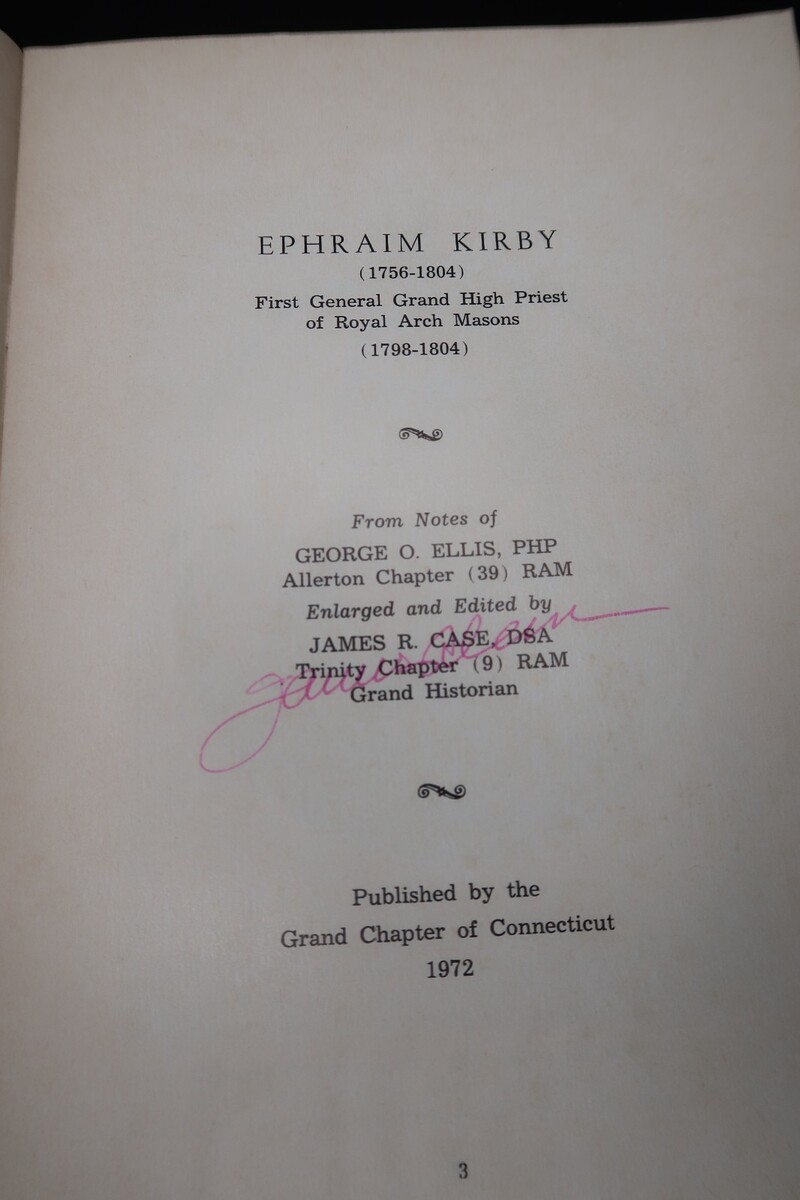 EPHRAIM KIRBY
(1756-1804)
First General Grand High Priest
of Royal Arch Masons
(1798-1804)
From Notes of
GEORGE O. ELLIS, PHP
Allerton Chapter (39) RAM
Enlarged and Edited by
JAMES R. CASE, DSA
Trinity Chapter (9) RAM
Grand Historian
Published by the
Grand Chapter of Connecticut
1972
3